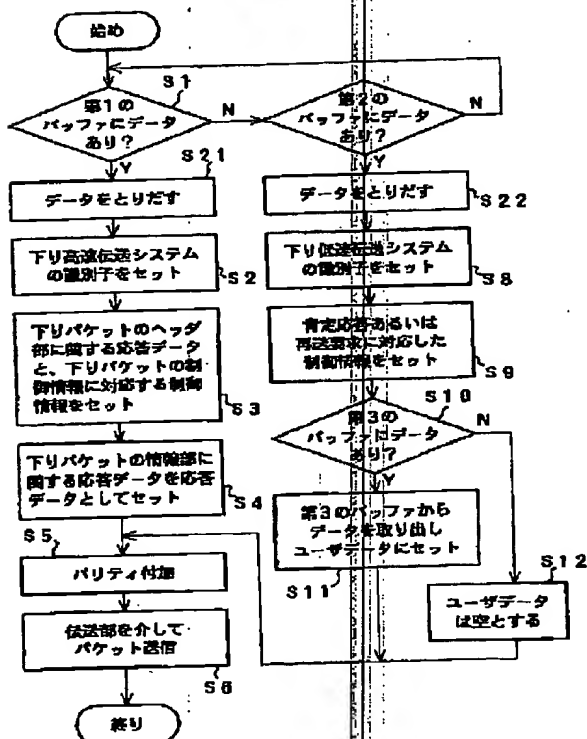 始め
S1
第1の
バッファにデータ
あり?
N
Y
第2の
バッファにデータ
あり?
N
Y
S21
データをとりだす
データをとりだす
S22
下り高速伝送システム
の識別子をセット
S2
下り低速伝送システム
の識別子をセット
S8
下りパケットのヘッダ
部に関する応答データ
と、下りパケットの制
御情報に対応する制御
情報をセット
S3
肯定応答あるいは
再送要求に対応した
制御情報をセット
S9
S10
第3の
バッファにデータ
あり?
N
Y
下りパケットの情報部に
関する応答データを応答
データとしてセット
S4
第3のバッファから
データを取り出し
ユーザデータにセット
S11
S5
パリティ付加
S12
ユーザデータ
は空とする
伝送部を介して
パケット送信
S6
終り